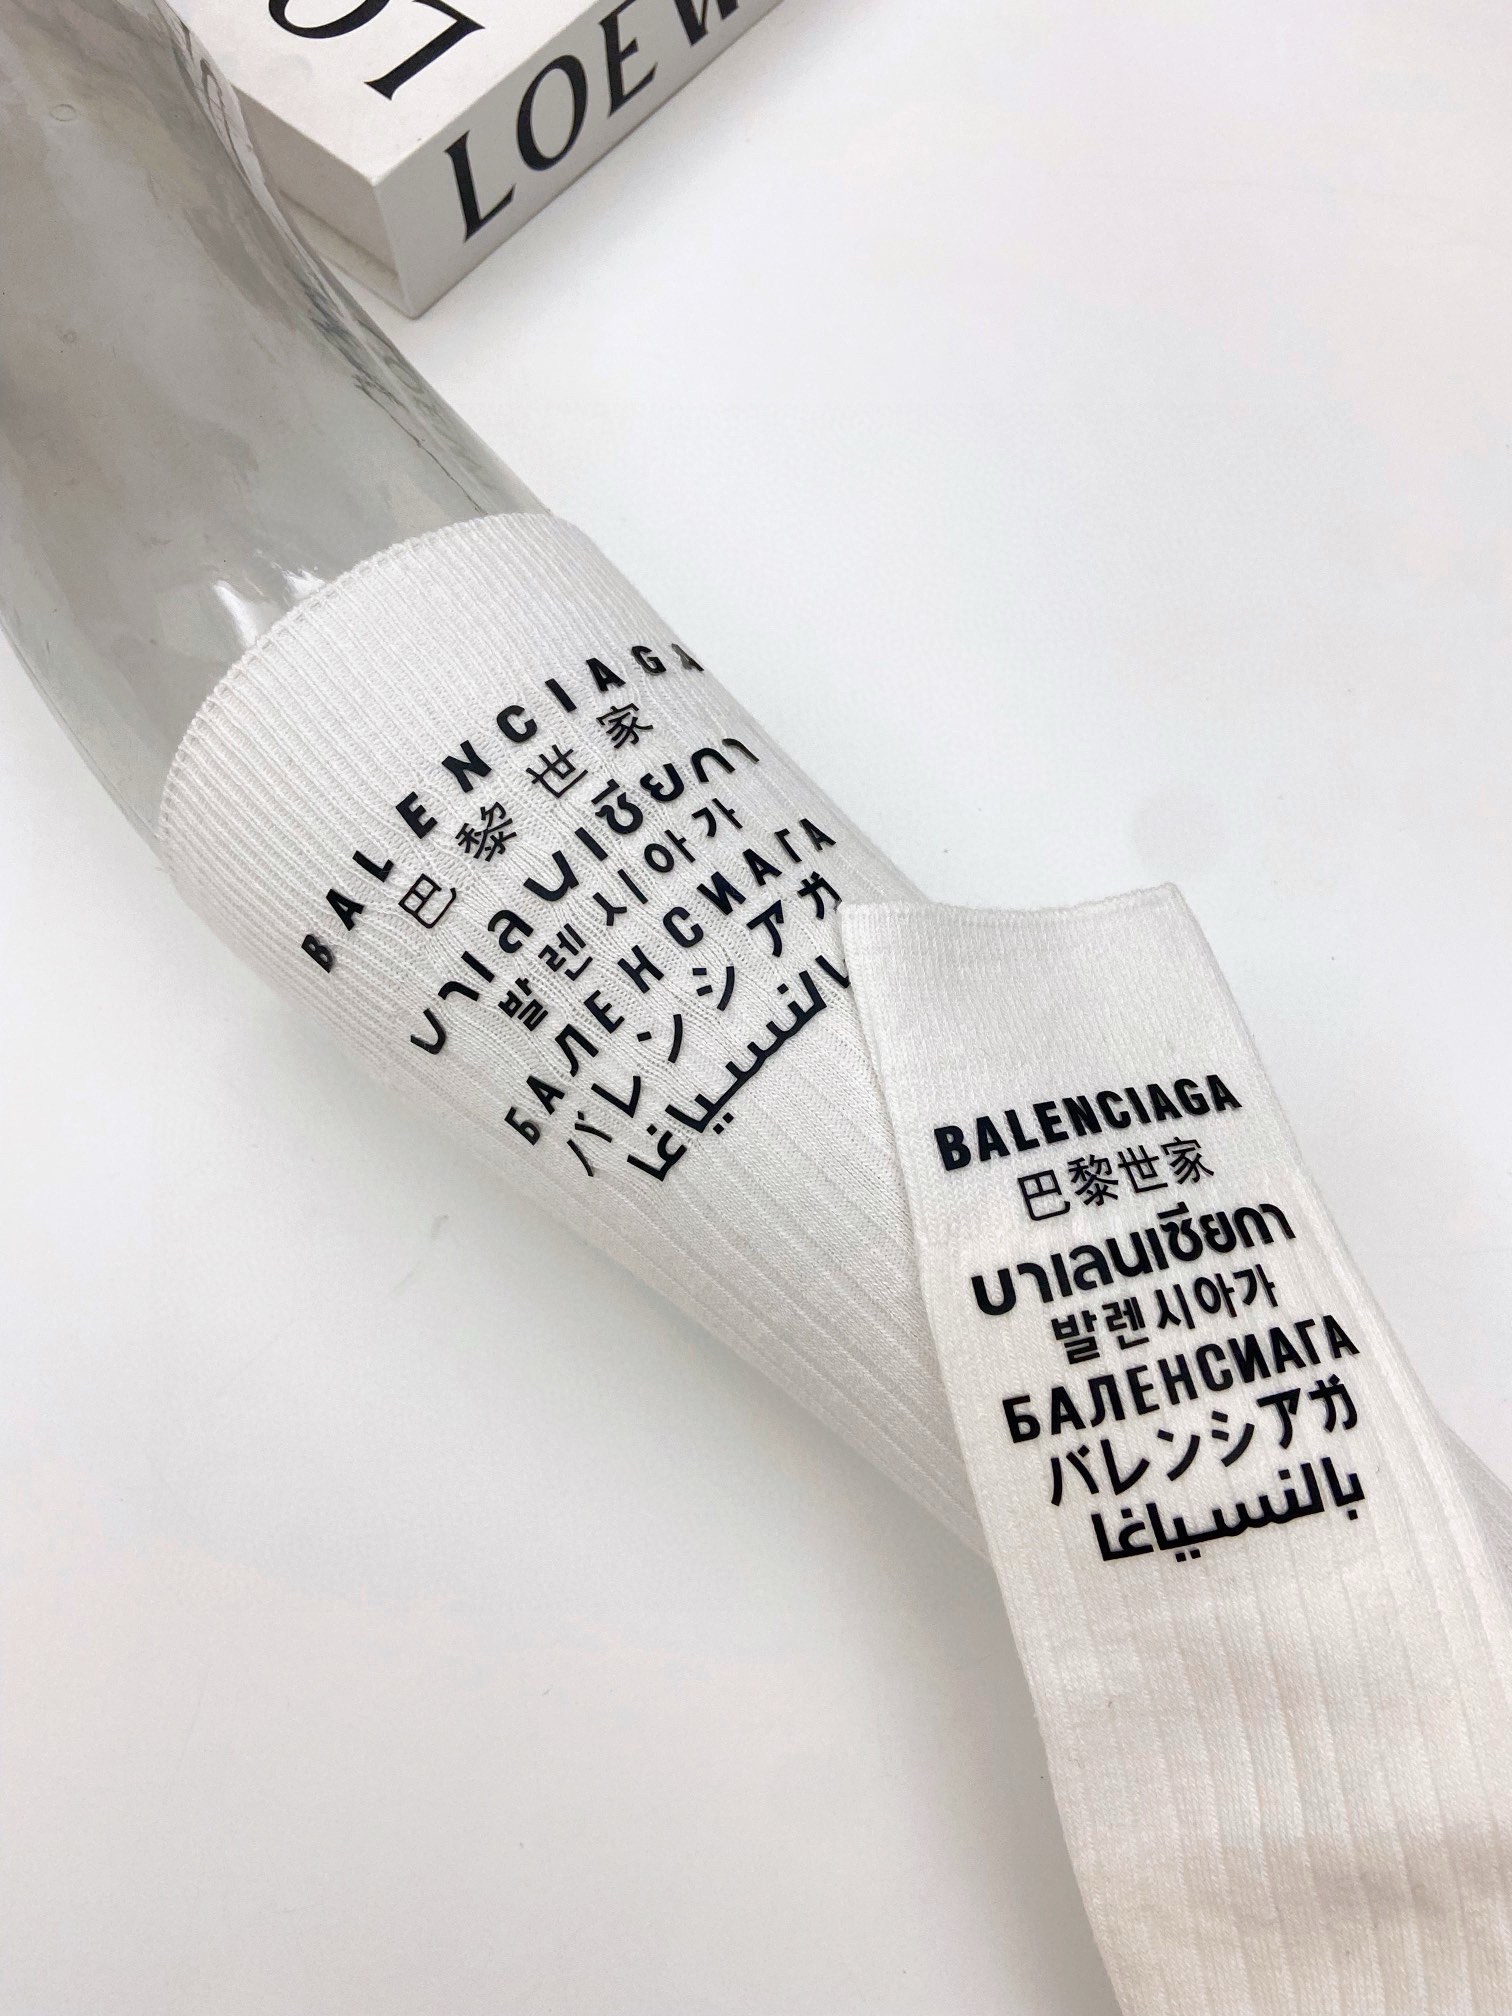 LO
LOEW
BALENCIAGA
巴黎世家
บาเลนเซียกา
발렌시아가
БАЛЕНСИАГА
バレンシアガ
بالنسياغا
BALENCIAGA
巴黎世家
บาเลนเซียกา
발렌시아가
БАЛЕНСИАГА
バレンシアガ
بالنسياغا